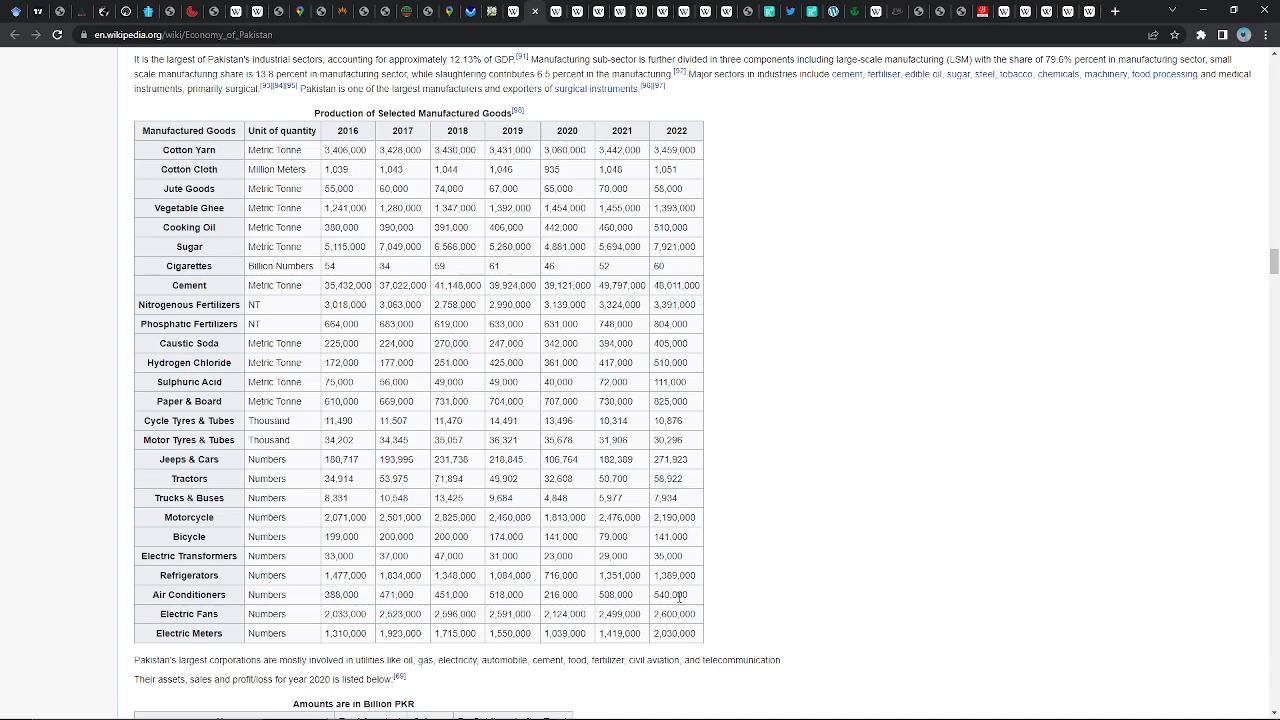 en.wikipedia.org/wiki/Economy_of_Pakistan
It is the largest of Pakistan's industrial sectors, accounting for approximately 12.13% of GDP.[91] Manufacturing sub-sector is further divided in three components including large-scale manufacturing (LSM) with the share of 79.6% percent in manufacturing sector, small
scale manufacturing share is 13.8 percent in manufacturing sector, while slaughtering contributes 6.5 percent in the manufacturing.[92] Major sectors in industries include cement, fertiliser, edible oil, sugar, steel, tobacco, chemicals, machinery, food processing and medical
instruments, primarily surgical.[93][94][95] Pakistan is one of the largest manufacturers and exporters of surgical instruments.[96][97]
Production of Selected Manufactured Goods[98]
Manufactured Goods Unit of quantity 2016 2017 2018 2019 2020 2021 2022
Cotton Yarn Metric Tonne 3,406,000 3,428,000 3,430,000 3,431,000 3,060,000 3,442,000 3,459,000
Cotton Cloth Million Meters 1,039 1,043 1,044 1,046 935 1,048 1,051
Jute Goods Metric Tonne 55,000 60,000 74,000 67,000 65,000 70,000 58,000
Vegetable Ghee Metric Tonne 1,241,000 1,280,000 1,347,000 1,392,000 1,454,000 1,455,000 1,393,000
Cooking Oil Metric Tonne 380,000 390,000 391,000 406,000 442,000 460,000 510,000
Sugar Metric Tonne 5,115,000 7,049,000 6,566,000 5,260,000 4,881,000 5,694,000 7,921,000
Cigarettes Billion Numbers 54 34 59 61 46 52 60
Cement Metric Tonne 35,432,000 37,022,000 41,148,000 39,924,000 39,121,000 49,797,000 48,011,000
Nitrogenous Fertilizers NT 3,018,000 3,063,000 2,758,000 2,990,000 3,139,000 3,324,000 3,391,000
Phosphatic Fertilizers NT 664,000 683,000 619,000 633,000 631,000 748,000 804,000
Caustic Soda Metric Tonne 225,000 224,000 270,000 247,000 342,000 394,000 405,000
Hydrogen Chloride Metric Tonne 172,000 177,000 251,000 425,000 361,000 417,000 510,000
Sulphuric Acid Metric Tonne 75,000 56,000 49,000 49,000 40,000 72,000 111,000
Paper & Board Metric Tonne 610,000 669,000 731,000 704,000 707,000 730,000 825,000
Cycle Tyres & Tubes Thousand 11,490 11,507 11,470 14,491 13,496 10,314 10,876
Motor Tyres & Tubes Thousand 34,202 34,345 35,057 36,321 35,678 31,906 30,296
Jeeps & Cars Numbers 180,717 193,996 231,738 218,845 106,764 182,389 271,923
Tractors Numbers 34,914 53,975 71,894 49,902 32,608 50,700 58,922
Trucks & Buses Numbers 8,331 10,548 13,425 9,684 4,848 5,977 7,934
Motorcycle Numbers 2,071,000 2,501,000 2,825,000 2,460,000 1,813,000 2,476,000 2,190,000
Bicycle Numbers 199,000 200,000 200,000 174,000 141,000 79,000 141,000
Electric Transformers Numbers 33,000 37,000 47,000 31,000 23,000 29,000 35,000
Refrigerators Numbers 1,477,000 1,834,000 1,348,000 1,084,000 716,000 1,351,000 1,389,000
Air Conditioners Numbers 388,000 471,000 451,000 518,000 216,000 508,000 540,000
Electric Fans Numbers 2,033,000 2,523,000 2,596,000 2,591,000 2,124,000 2,499,000 2,600,000
Electric Meters Numbers 1,310,000 1,923,000 1,715,000 1,550,000 1,039,000 1,419,000 2,030,000
Pakistan's largest corporations are mostly involved in utilities like oil, gas, electricity, automobile, cement, food, fertilizer, civil aviation, and telecommunication.
Their assets, sales and profit/loss for year 2020 is listed below:[69]
Amounts are in Billion PKR